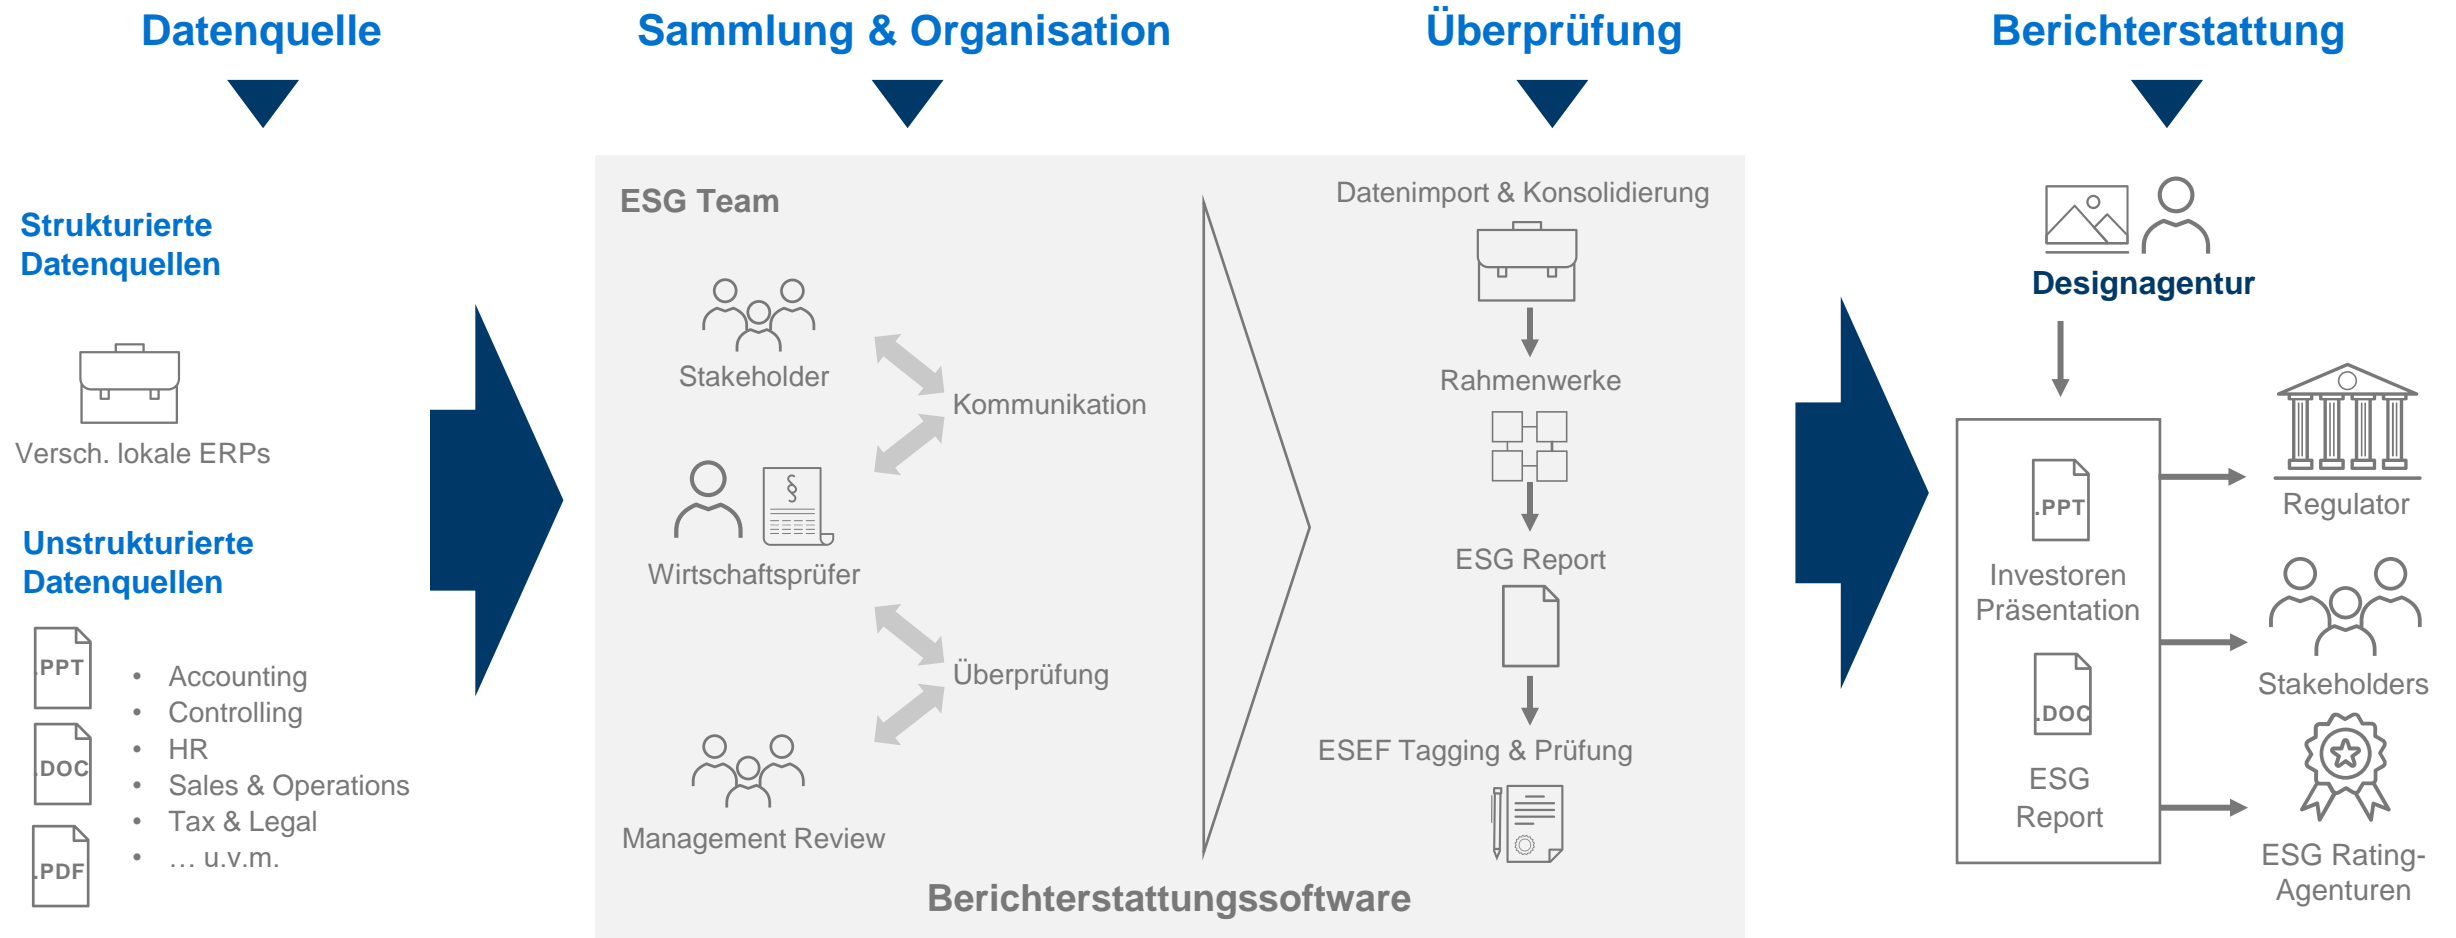 Datenquelle
Sammlung & Organisation
Überprüfung
Berichterstattung
Strukturierte
Datenquellen
Versch. lokale ERPs
Unstrukturierte
Datenquellen
.PPT
.DOC
.PDF
• Accounting
• Controlling
• HR
• Sales & Operations
• Tax & Legal
• … u.v.m.
ESG Team
Stakeholder
Kommunikation
§
Wirtschaftsprüfer
Überprüfung
Management Review
Datenimport & Konsolidierung
Rahmenwerke
ESG Report
ESEF Tagging & Prüfung
Berichterstattungssoftware
Designagentur
.PPT
Investoren
Präsentation
.DOC
ESG
Report
Regulator
Stakeholders
ESG Rating-
Agenturen